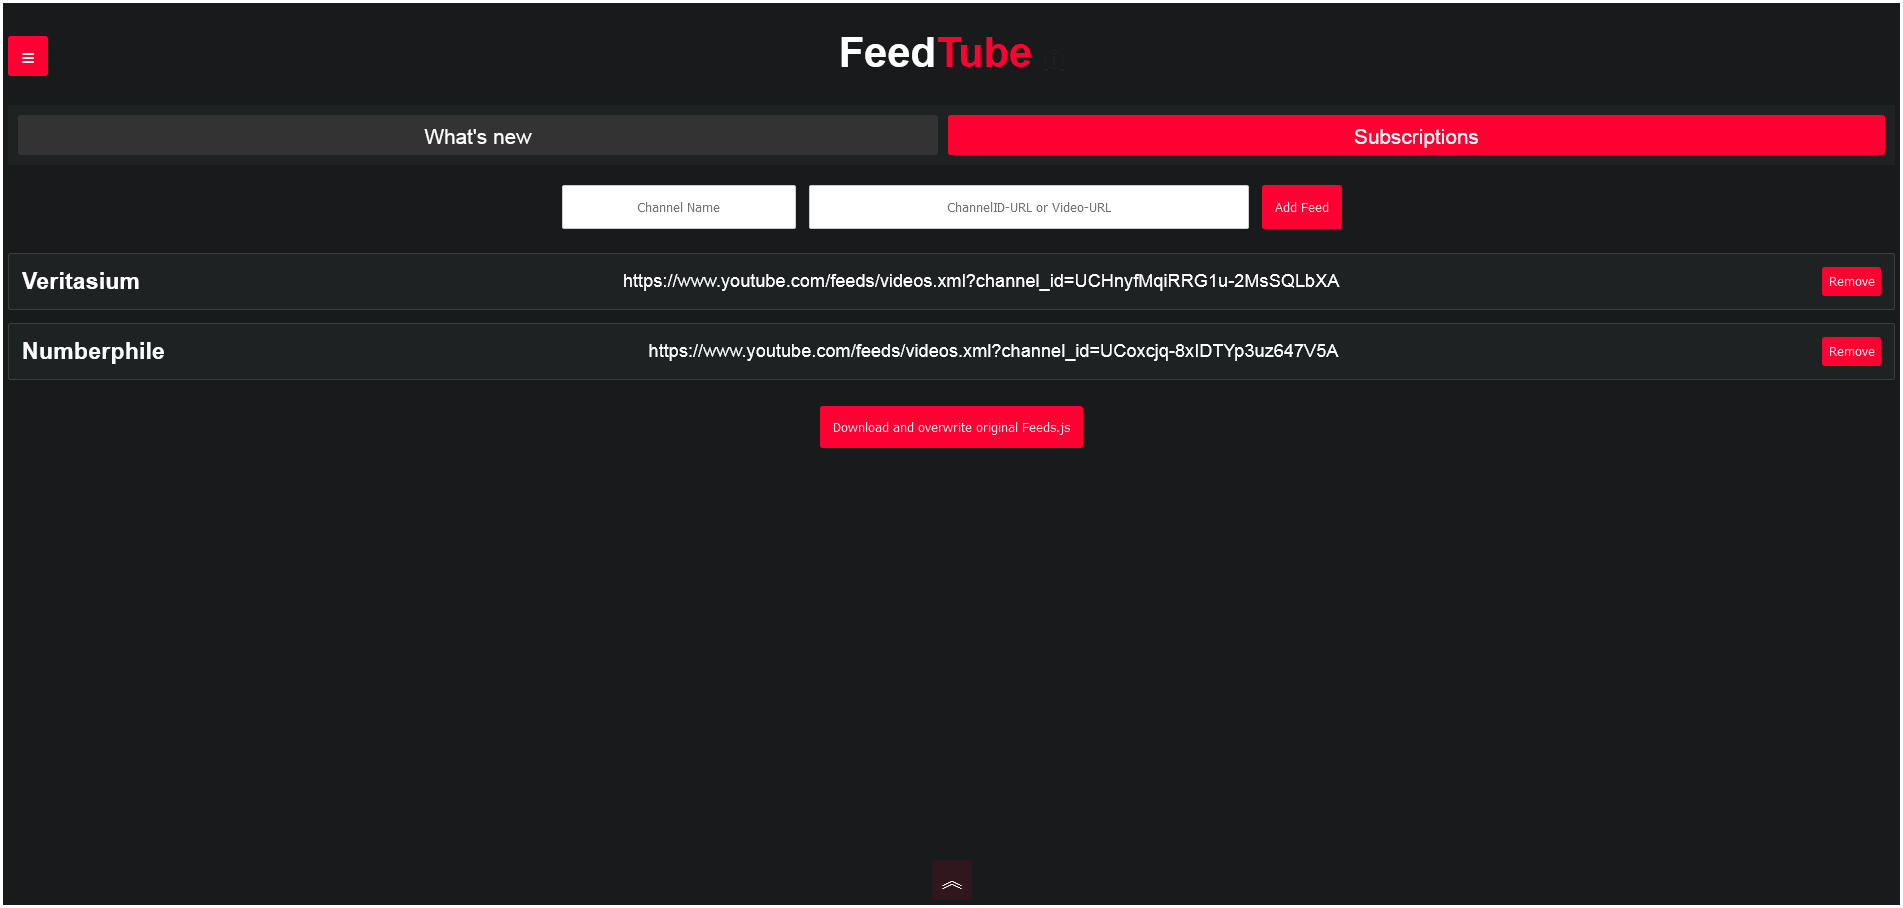 FeedTube
What's new
Subscriptions
Channel Name
ChannelID-URL or Video-URL
Add Feed
Veritasium
https://www.youtube.com/feeds/videos.xml?channel_id=UCHnyfMqiRRG1u-2MsSQLbXA
Remove
Numberphile
https://www.youtube.com/feeds/videos.xml?channel_id=UCoxcjq-8xIDTYp3uz647V5A
Remove
Download and overwrite original Feeds.js